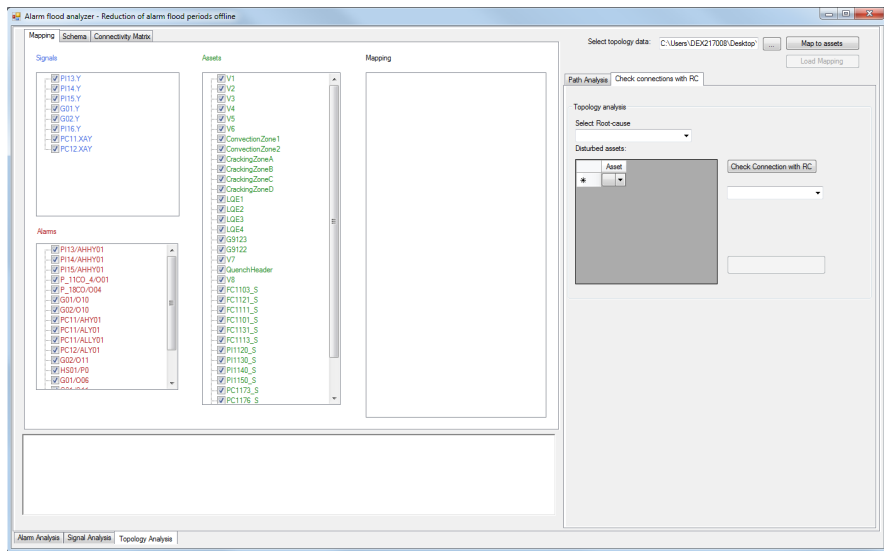 Alarm flood analyzer - Reduction of alarm flood periods offline
Mapping Schema Connectivity Matrix
Signals
PI13.Y
PI14.Y
PI15.Y
G01.Y
G02.Y
PI16.Y
PC11.XAY
PC12.XAY
Alarms
PI13/AHHY01
PI14/AHHY01
PI15/AHHY01
P_11CO_4/O01
P_18CO/O04
G01/O10
G02/O10
PC11/AHY01
PC11/ALY01
PC11/ALLY01
PC12/ALY01
G02/O11
HS01/P0
G01/O06
Assets
V1
V2
V3
V4
V5
V6
ConvectionZone1
ConvectionZone2
CrackingZoneA
CrackingZoneB
CrackingZoneC
CrackingZoneD
LQE1
LQE2
LQE3
LQE4
G9123
G9122
V7
QuenchHeader
V8
FC1103_S
FC1121_S
FC1111_S
FC1101_S
FC1131_S
FC1113_S
PI1120_S
PI1130_S
PI1140_S
PI1150_S
PC1173_S
PC1176_S
Mapping
Select topology data: C:\Users\DEX217008\Desktop\ ... Map to assets
Load Mapping
Path Analysis Check connections with RC
Topology analysis
Select Root-cause
Disturbed assets:
Asset
Check Connection with RC
Alarm Analysis Signal Analysis Topology Analysis